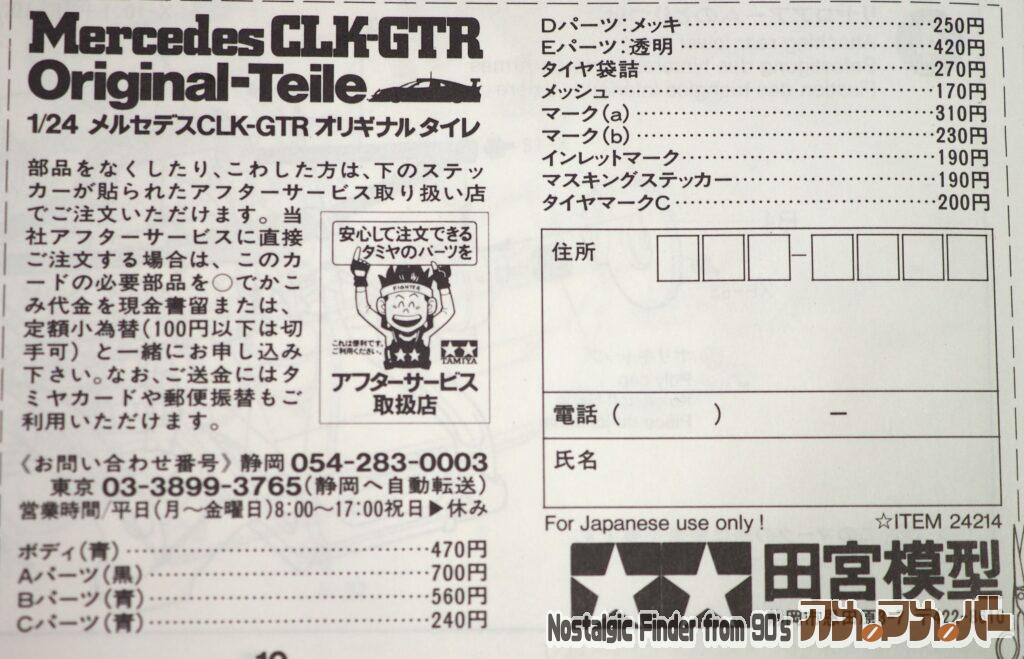 Mercedes CLK-GTR
Original-Teile
1/24 メルセデスCLK-GTR オリギナル タイレ
部品をなくしたり、こわした方は、下のステッ
カーが貼られたアフターサービス取り扱い店
でご注文いただけます。当
社アフターサービスに直接
ご注文する場合は、このカ
ードの必要部品を○でかこ
み代金を現金書留または、
定額小為替(100円以下は切
手可)と一緒にお申し込み
下さい。なお、ご送金にはタ
ミヤカードや郵便振替もご
利用いただけます。
安心して注文できる
タミヤのパーツを
FIGHTER
これは便利です。
ご利用ください。
TAMIYA
アフターサービス
取扱店
《お問い合わせ番号》静岡 054-283-0003
東京 03-3899-3765(静岡へ自動転送)
営業時間/平日(月〜金曜日)8:00〜17:00祝日▶休み
ボディ(青)……………………470円
Aパーツ(黒)……………………700円
Bパーツ(青)……………………560円
Cパーツ(青)……………………240円
Dパーツ:メッキ……………………250円
Eパーツ:透明……………………420円
タイヤ袋詰……………………270円
メッシュ……………………170円
マーク(a)……………………310円
マーク(b)……………………230円
インレットマーク……………………190円
マスキングステッカー……………………190円
タイヤマークC……………………200円
住所
電話( ) −
氏名
For Japanese use only!
☆ITEM 24214
田宮模型
Nostalgic Finder from 90's